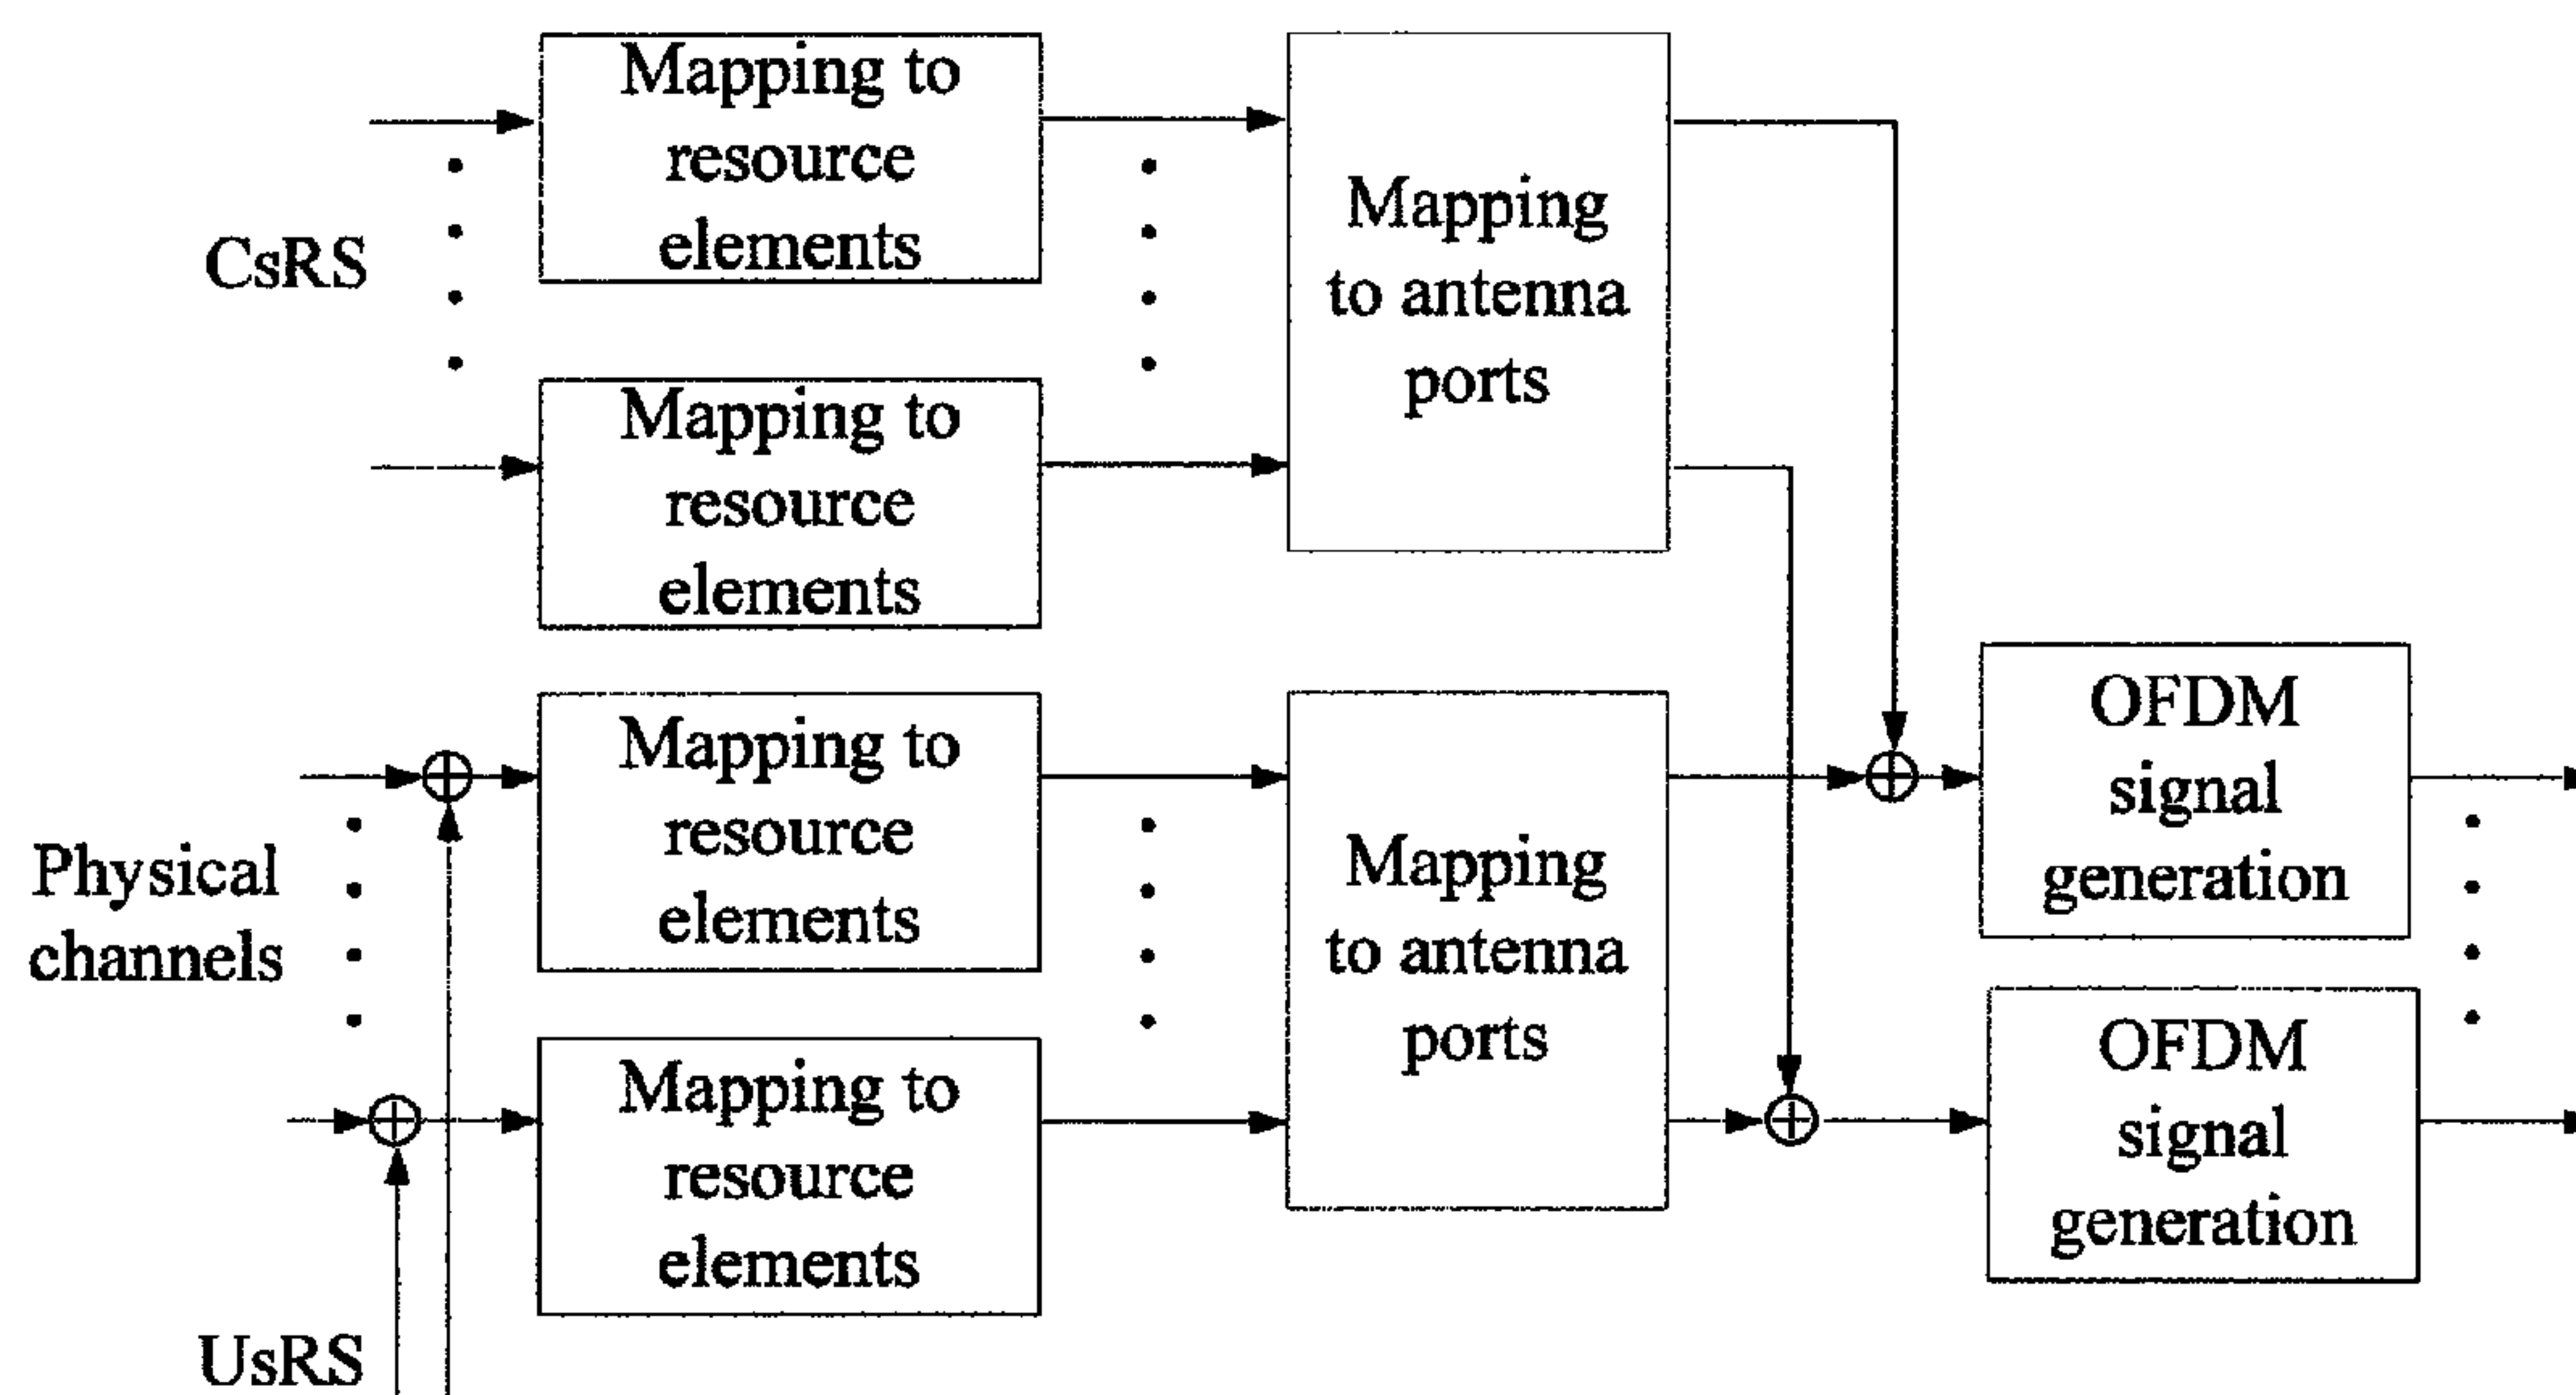 CsRS
Mapping to
resource
elements
Mapping to
resource
elements
Mapping
to antenna
ports
Physical
channels
UsRS
Mapping to
resource
elements
Mapping to
resource
elements
Mapping
to antenna
ports
OFDM
signal
generation
OFDM
signal
generation